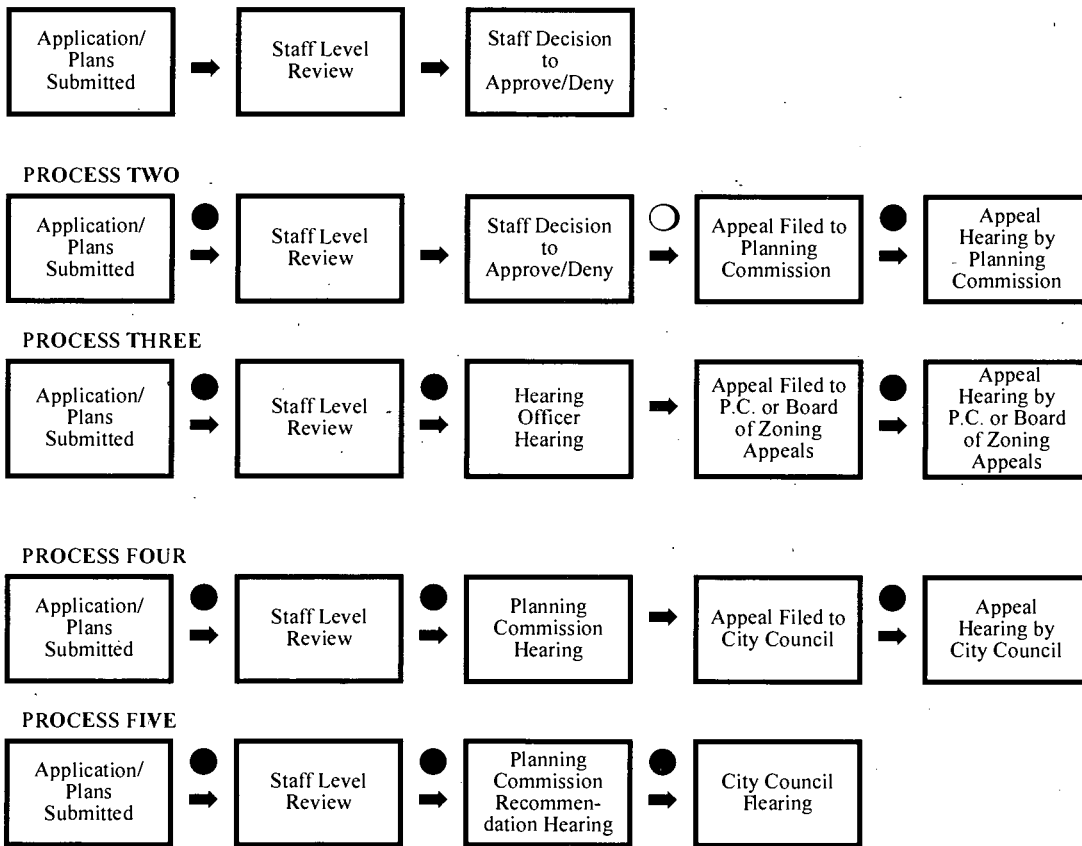 Application/
Plans
Submitted
Staff Level
Review
Staff Decision
to
Approve/Deny
PROCESS TWO
Application/
Plans
Submitted
Staff Level
Review
Staff Decision
to
Approve/Deny
Appeal Filed to
Planning
Commission
Appeal
Hearing by
Planning
Commission
PROCESS THREE
Application/
Plans
Submitted
Staff Level
Review
Hearing
Officer
Hearing
Appeal Filed to
P.C. or Board
of Zoning
Appeals
Appeal
Hearing by
P.C. or Board
of Zoning
Appeals
PROCESS FOUR
Application/
Plans
Submitted
Staff Level
Review
Planning
Commission
Hearing
Appeal Filed to
City Council
Appeal
Hearing by
City Council
PROCESS FIVE
Application/
Plans
Submitted
Staff Level
Review
Planning
Commission
Recommen-
dation Hearing
City Council
Hearing